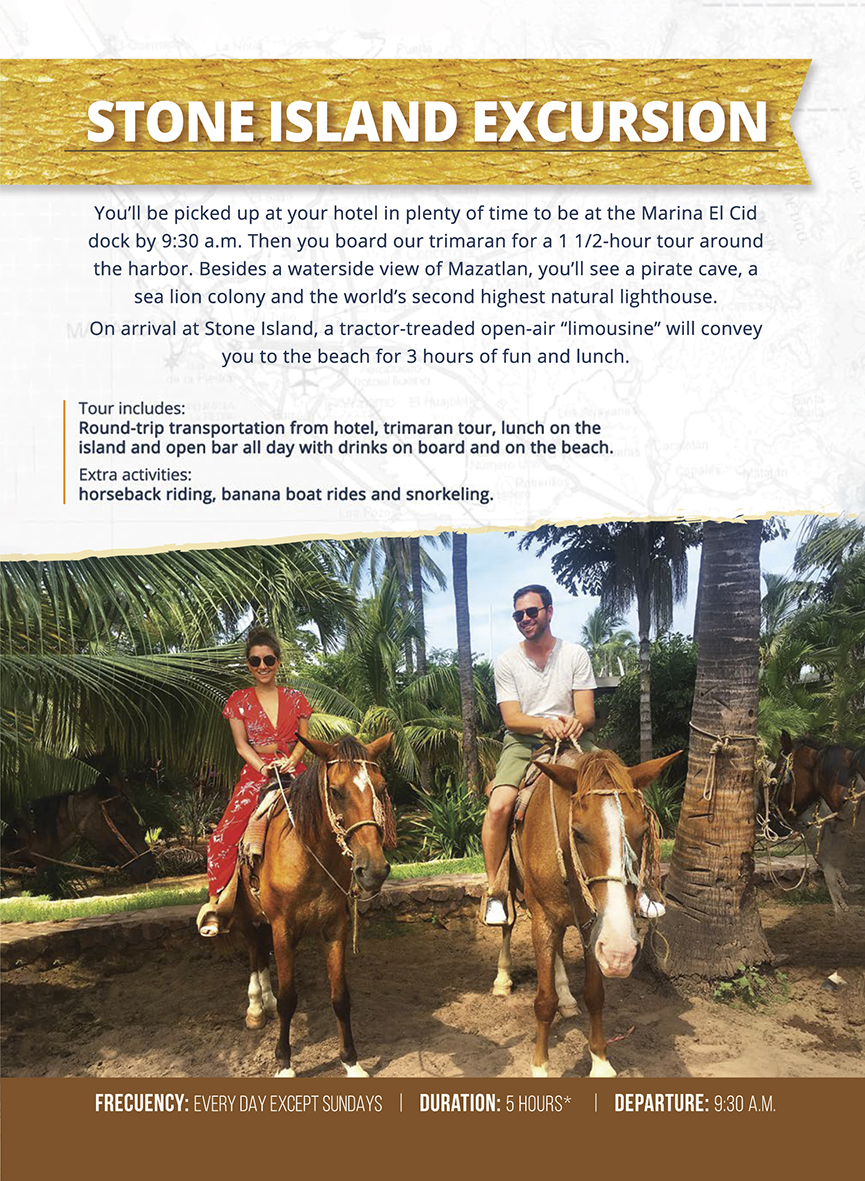 STONE ISLAND EXCURSION
You’ll be picked up at your hotel in plenty of time to be at the Marina El Cid
dock by 9:30 a.m. Then you board our trimaran for a 1 1/2-hour tour around
the harbor. Besides a waterside view of Mazatlan, you’ll see a pirate cave, a
sea lion colony and the world’s second highest natural lighthouse.
On arrival at Stone Island, a tractor-treaded open-air “limousine” will convey
you to the beach for 3 hours of fun and lunch.
Tour includes:
Round-trip transportation from hotel, trimaran tour, lunch on the
island and open bar all day with drinks on board and on the beach.
Extra activities:
horseback riding, banana boat rides and snorkeling.
FRECUENCY: EVERY DAY EXCEPT SUNDAYS | DURATION: 5 HOURS* | DEPARTURE: 9:30 A.M.